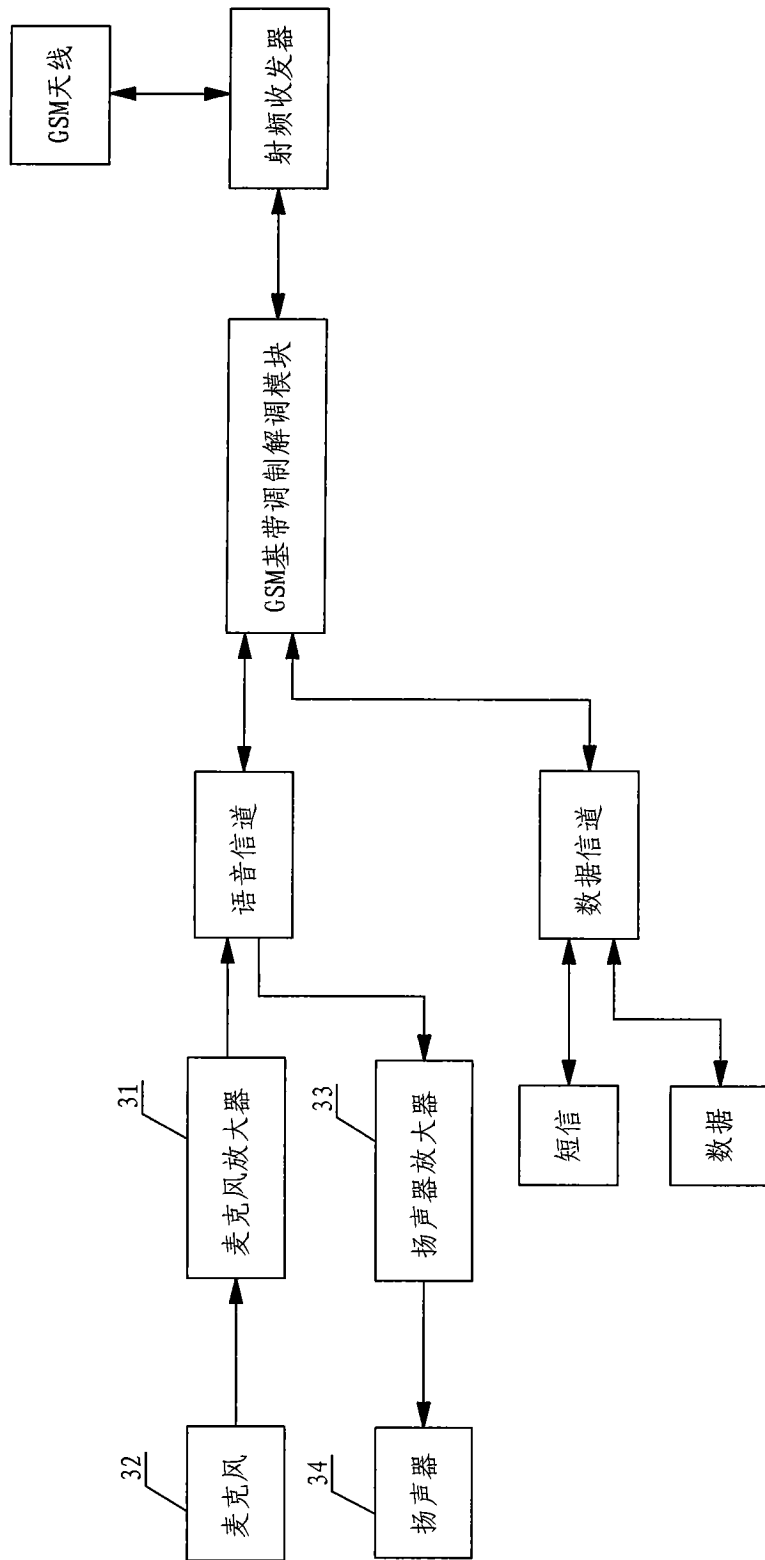 GSM天线
射频收发器
GSM基带调制解调模块
语音信道
数据信道
31
麦克风放大器
33
扬声器放大器
短信
数据
32
麦克风
34
扬声器